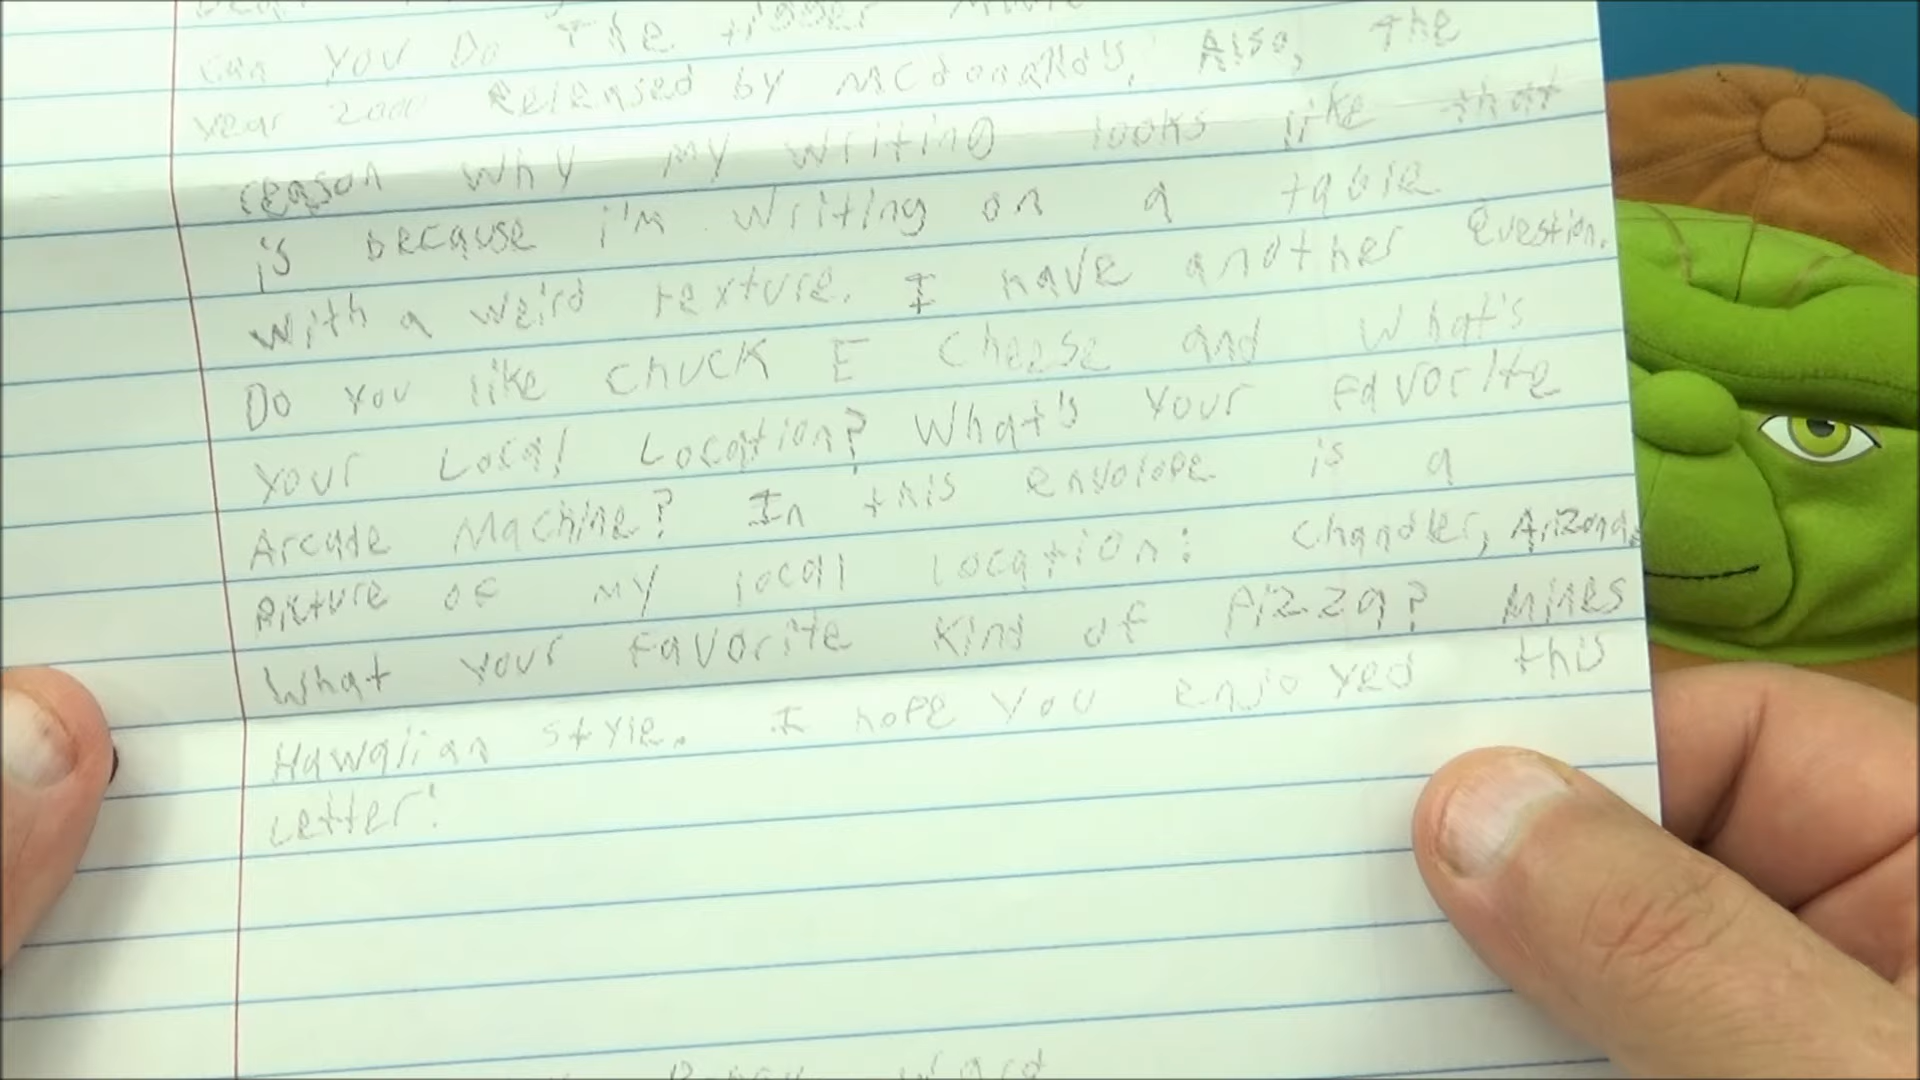 can YOU DO THE tigger movie
year 2000 Released by McDonald's. Also, the
reason why my writing looks like that
is because i'm writing on a table
with a weird texture. I have another Question.
Do you like Chuck E Cheese and What's
your Local Location? What's your favorite
Arcade Machine? In this envolope is a
picture of my local location: Chandler, Arizona.
What your favorite kind of Pizza? Mines
Hawaiian style. I hope you enjoyed this
Letter!
Ward